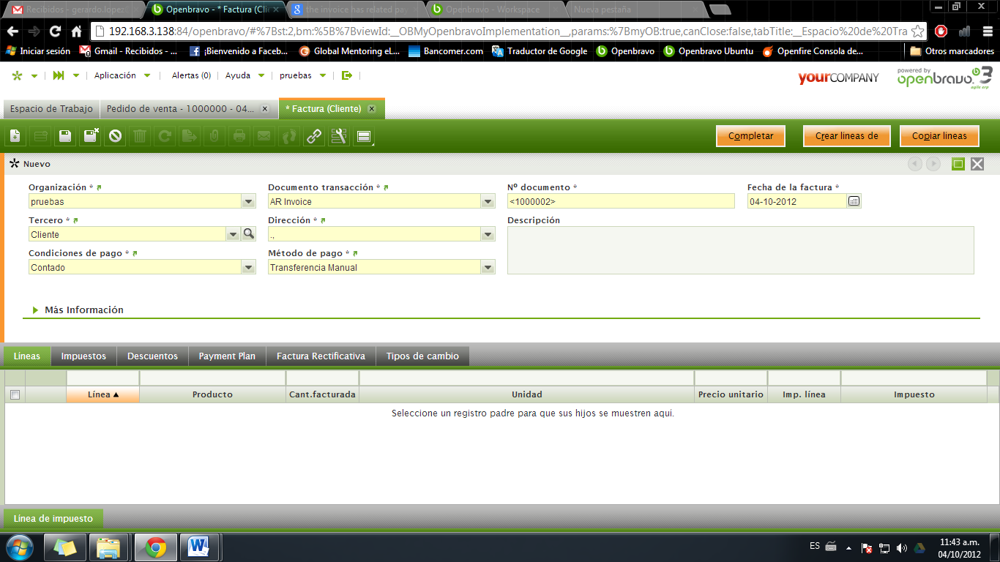 Recibidos - gerardo.lopez
Openbravo - * Factura (Clie
the invoice has related pay
Openbravo - Workspace
Nueva pestaña
192.168.3.138:84/openbravo/#%7Bst:2,bm:%5B%7BviewId:__OBMyOpenbravoImplementation__,params:%7BmyOB:true,canClose:false,tabTitle:__Espacio%20de%20Tra
Iniciar sesión
Gmail - Recibidos - ...
¡Bienvenido a Faceb...
Global Mentoring eL...
Bancomer.com
Traductor de Google
Openbravo
Openbravo Ubuntu
Openfire Consola de...
Otros marcadores
Aplicación
Alertas (0)
Ayuda
pruebas
yourCOMPANY
powered by
openbravo 3
agile erp
Espacio de Trabajo
Pedido de venta - 1000000 - 04...
* Factura (Cliente)
Completar
Crear lineas de
Copiar lineas
Nuevo
Organización *
Documento transacción *
Nº documento *
Fecha de la factura *
pruebas
AR Invoice
<1000002>
04-10-2012
Tercero *
Dirección *
Descripción
Cliente
.,
Condiciones de pago *
Método de pago *
Contado
Transferencia Manual
Más Información
Líneas
Impuestos
Descuentos
Payment Plan
Factura Rectificativa
Tipos de cambio
Línea
Producto
Cant.facturada
Unidad
Precio unitario
Imp. línea
Impuesto
Seleccione un registro padre para que sus hijos se muestren aquí.
Línea de impuesto
ES
11:43 a.m.
04/10/2012